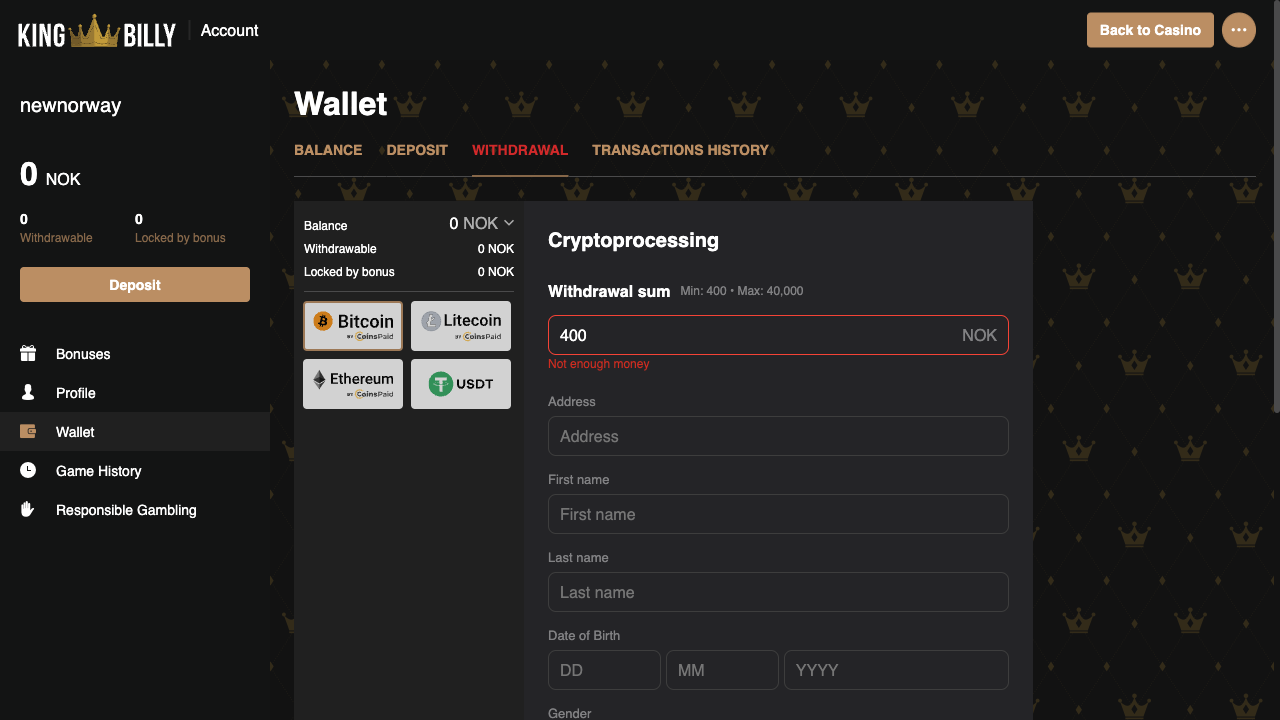 KING BILLY
Account
Back to Casino
newnorway
0 NOK
0
Withdrawable
0
Locked by bonus
Deposit
Bonuses
Profile
Wallet
Game History
Responsible Gambling
Wallet
BALANCE
DEPOSIT
WITHDRAWAL
TRANSACTIONS HISTORY
Balance 0 NOK
Withdrawable 0 NOK
Locked by bonus 0 NOK
Bitcoin
BY CoinsPaid
Litecoin
BY CoinsPaid
Ethereum
BY CoinsPaid
USDT
Cryptoprocessing
Withdrawal sum Min: 400 • Max: 40,000
400 NOK
Not enough money
Address
Address
First name
First name
Last name
Last name
Date of Birth
DD MM YYYY
Gender